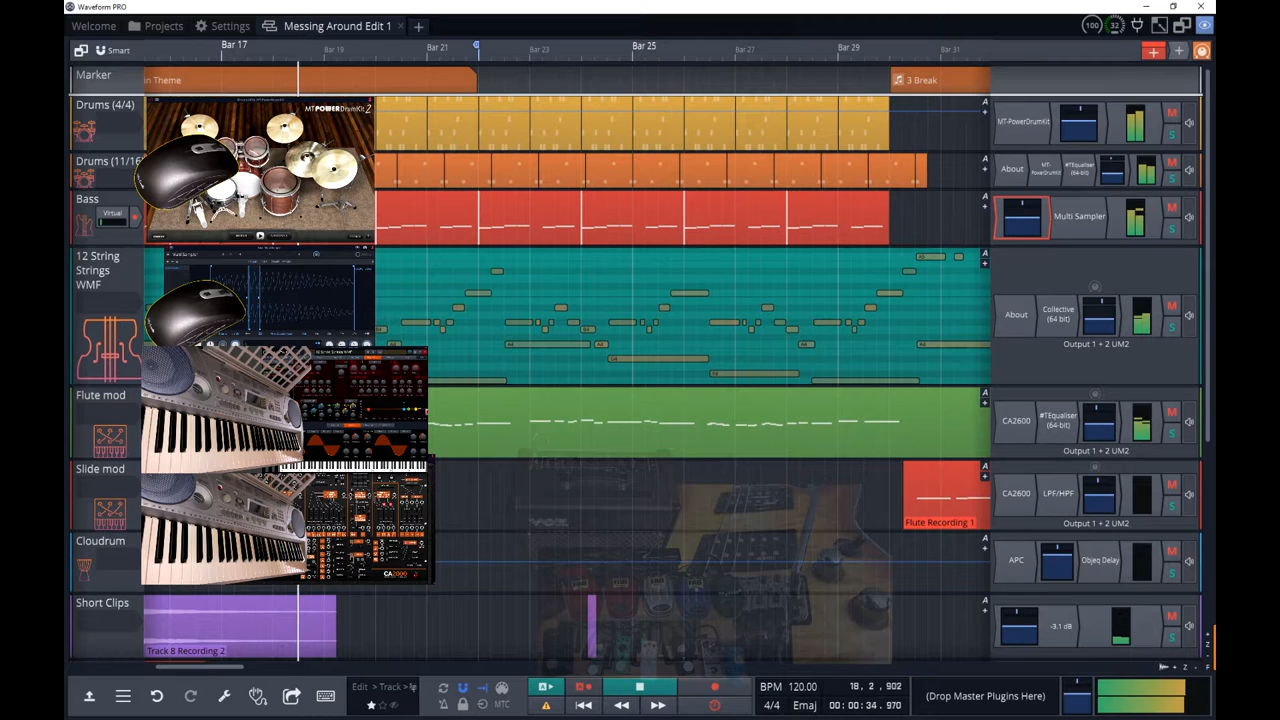 Waveform PRO
Welcome
Projects
Settings
Messing Around Edit 1
100
32
Smart
Bar 17
Bar 19
Bar 21
Bar 23
Bar 25
Bar 27
Bar 29
Bar 31
Marker
in Theme
3 Break
Drums (4/4)
MT POWER DrumKit 2
A
MT-PowerDrumKit
M
S
Drums (11/16
A
About
MT-PowerDrumKit
#TEqualiser (64-bit)
M
S
Bass
Virtual
A
Multi Sampler
M
S
12 String
Strings
WMF
A
About
Collective
(64 bit)
M
S
Output 1 + 2 UM2
Flute mod
A
CA2600
#TEqualiser
(64-bit)
M
S
Output 1 + 2 UM2
Slide mod
A
Flute Recording 1
CA2600
LPF/HPF
M
S
Output 1 + 2 UM2
Cloudrum
A
APC
Objeq Delay
M
S
VOX
Short Clips
Track 8 Recording 2
A
-3.1 dB
M
S
Edit > Track >
MTC
BPM 120.00
4/4 Emaj
18, 2, 902
00:00:34.970
(Drop Master Plugins Here)